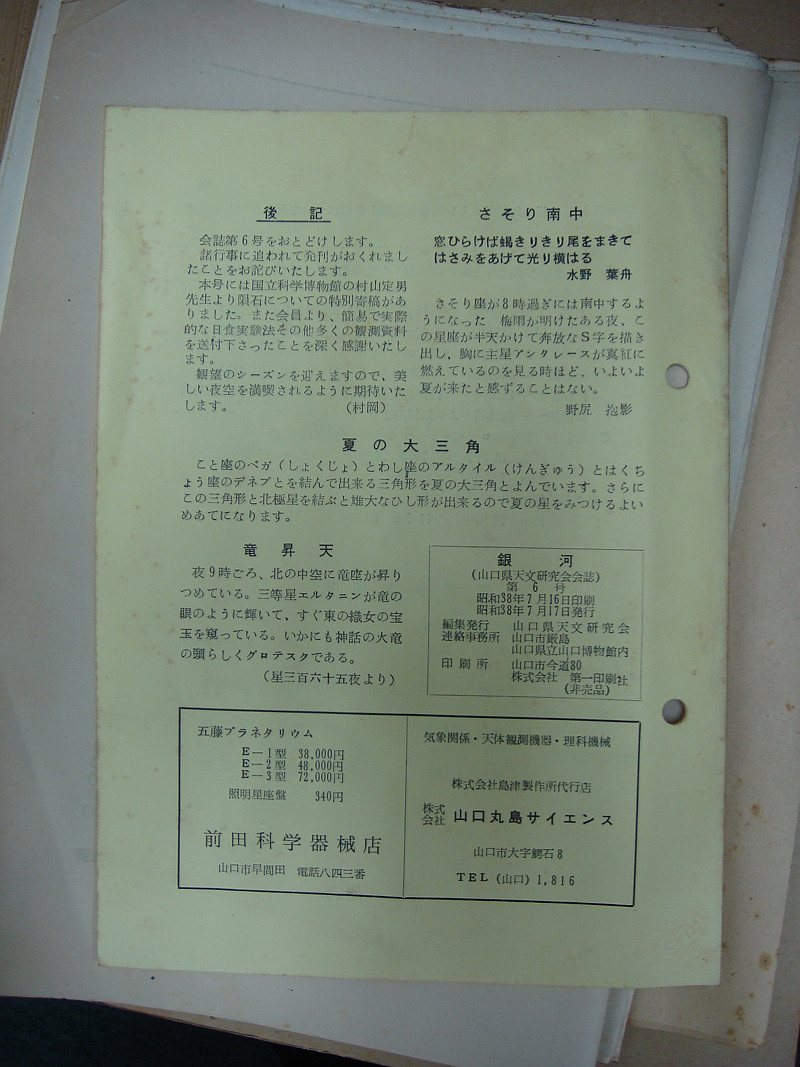 後記
会誌第6号をおとどけします。
諸行事に追われて発刊がおくれまし
たことをお詫びいたします。
本号には国立科学博物館の村山定男
先生より隕石についての特別寄稿があ
りました。また会員より、簡易で実際
的な日食実験法その他多くの観測資料
を送付下さったことを深く感謝いたし
ます。
観望のシーズンを迎えますので、美
しい夜空を満喫されるように期待いた
します。 (村岡)
さそり南中
窓ひらけば蝎きりきり尾をまきて
はさみをあげて光り横はる
水野 葉舟
さそり座が8時過ぎには南中するよ
うになった 梅雨が明けたある夜、こ
の星座が半天かけて奔放なS字を描き
出し、胸に主星アンタレースが真紅に
燃えているのを見る時ほど、いよいよ
夏が来たと感ずることはない。
野尻 抱影
夏の大三角
こと座のベガ(しょくじょ)とわし座のアルタイル(けんぎゅう)とはくち
ょう座のデネブとを結んで出来る三角形を夏の大三角とよんでいます。さらに
この三角形と北極星を結ぶと雄大なひし形が出来るので夏の星をみつけるよい
めあてになります。
竜昇天
夜9時ごろ、北の中空に竜座が昇り
つめている。三等星エルタニンが竜の
眼のように輝いて、すぐ東の織女の宝
玉を窺っている。いかにも神話の火竜
の頭らしくグロテスクである。
(星三百六十五夜より)
銀河
(山口県天文研究会会誌)
第6号
昭和38年7月16日印刷
昭和38年7月17日発行
編集発行 山口県天文研究会
連絡事務所 山口市厳島
山口県立山口博物館内
印刷所 山口市今道80
株式会社 第一印刷社
(非売品)
五藤プラネタリウム
E－1型 38,000円
E－2型 48,000円
E－3型 72,000円
照明星座盤 340円
前田科学器械店
山口市早間田 電話八四三番
気象関係・天体観測機器・理科機械
株式会社島津製作所代行店
株式会社 山口丸島サイエンス
山口市大字鰐石8
TEL (山口) 1,816